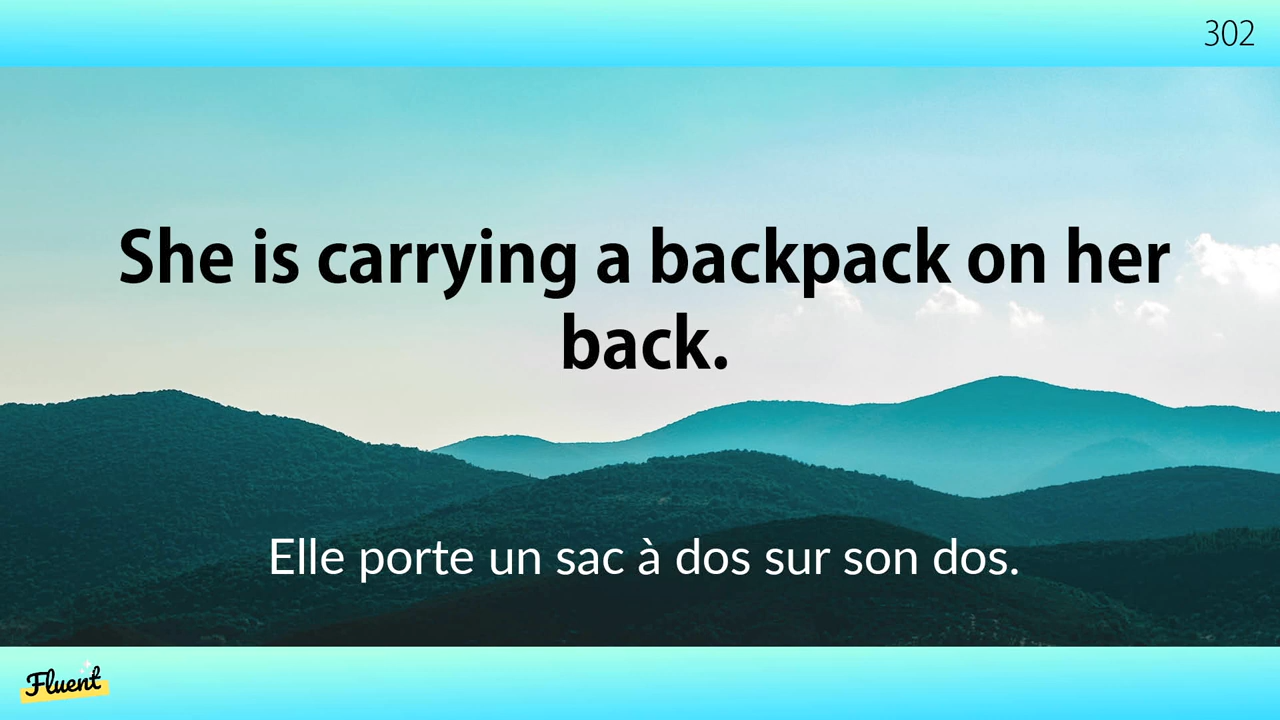 302
She is carrying a backpack on her
back.
Elle porte un sac à dos sur son dos.
Fluent